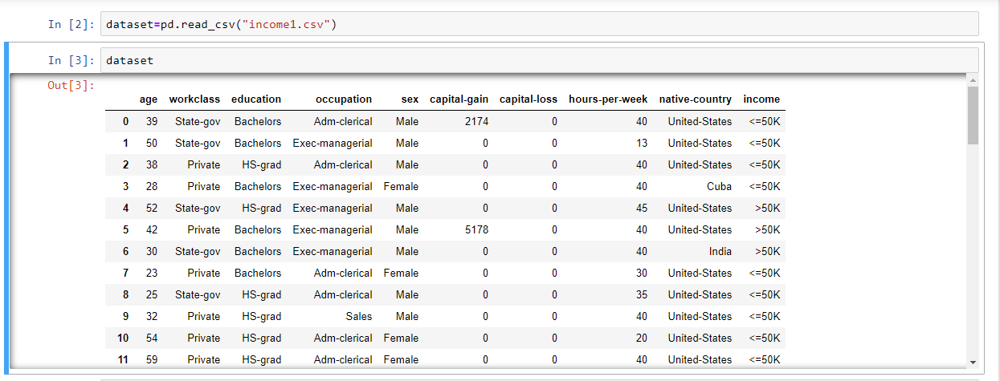 In [2]: dataset=pd.read_csv("income1.csv")
In [3]: dataset
Out[3]:
age workclass education occupation sex capital-gain capital-loss hours-per-week native-country income
0 39 State-gov Bachelors Adm-clerical Male 2174 0 40 United-States <=50K
1 50 State-gov Bachelors Exec-managerial Male 0 0 13 United-States <=50K
2 38 Private HS-grad Adm-clerical Male 0 0 40 United-States <=50K
3 28 Private Bachelors Exec-managerial Female 0 0 40 Cuba <=50K
4 52 State-gov HS-grad Exec-managerial Male 0 0 45 United-States >50K
5 42 Private Bachelors Exec-managerial Male 5178 0 40 United-States >50K
6 30 State-gov Bachelors Exec-managerial Male 0 0 40 India >50K
7 23 Private Bachelors Adm-clerical Female 0 0 30 United-States <=50K
8 25 State-gov HS-grad Adm-clerical Male 0 0 35 United-States <=50K
9 32 Private HS-grad Sales Male 0 0 40 United-States <=50K
10 54 Private HS-grad Adm-clerical Female 0 0 20 United-States <=50K
11 59 Private HS-grad Adm-clerical Female 0 0 40 United-States <=50K